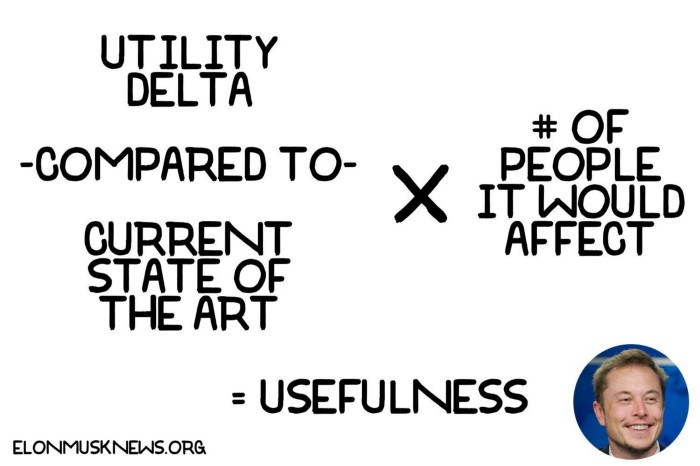 UTILITY
DELTA
-COMPARED TO-
CURRENT
STATE OF
THE ART
X
# OF
PEOPLE
IT WOULD
AFFECT
= USEFULNESS
ELONMUSKNEWS.ORG